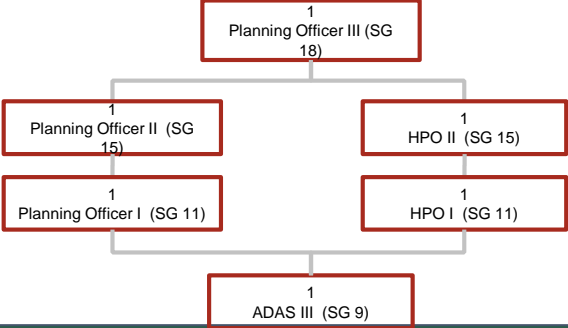 1
Planning Officer III (SG
18)
1
Planning Officer II (SG
15)
1
HPO II (SG 15)
1
Planning Officer I (SG 11)
1
HPO I (SG 11)
1
ADAS III (SG 9)